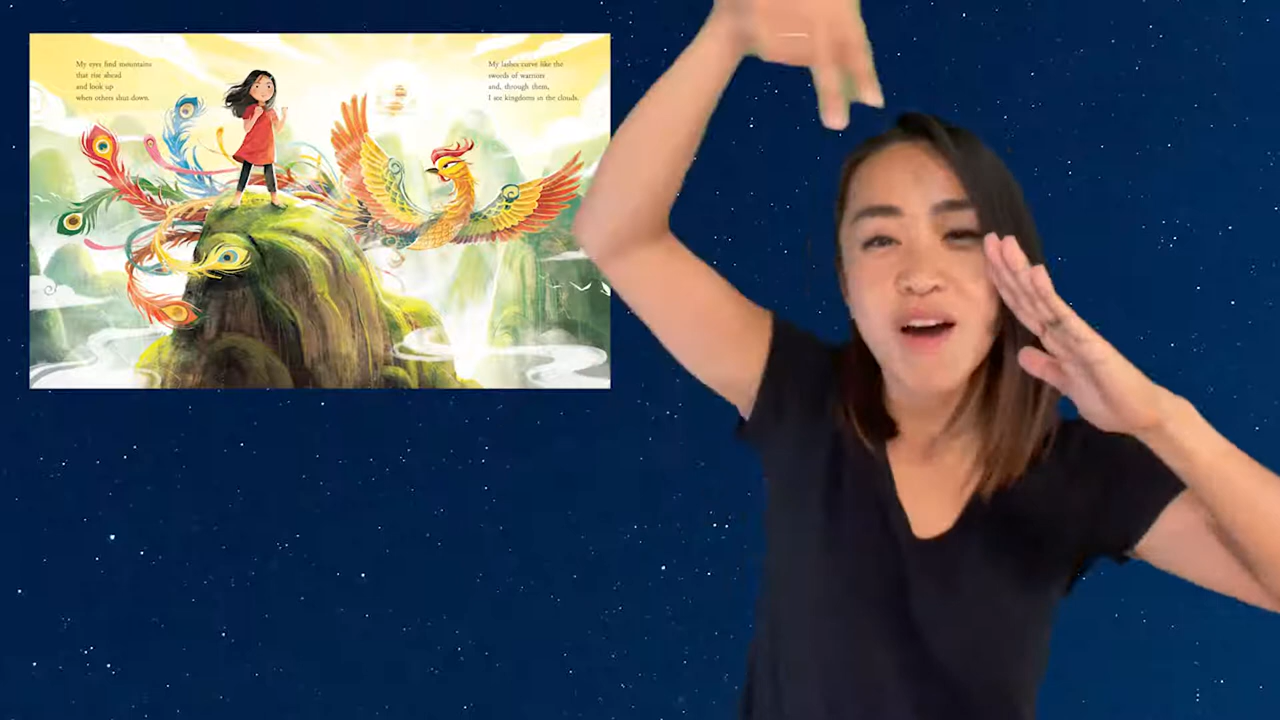 My eyes find mountains
that rise ahead
and look up
when others shut down.
My lashes curve like the
swords of warriors
and, through them,
I see kingdoms in the clouds.